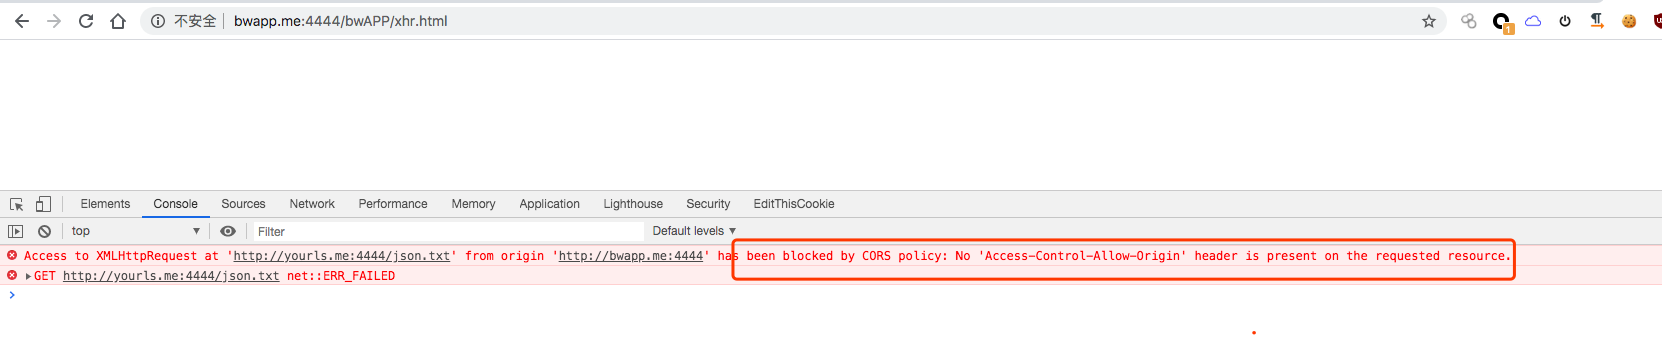 不安全 bwapp.me:4444/bwAPP/xhr.html
1
Elements Console Sources Network Performance Memory Application Lighthouse Security EditThisCookie
top Filter Default levels
Access to XMLHttpRequest at 'http://yourls.me:4444/json.txt' from origin 'http://bwapp.me:4444' has been blocked by CORS policy: No 'Access-Control-Allow-Origin' header is present on the requested resource.
GET http://yourls.me:4444/json.txt net::ERR_FAILED